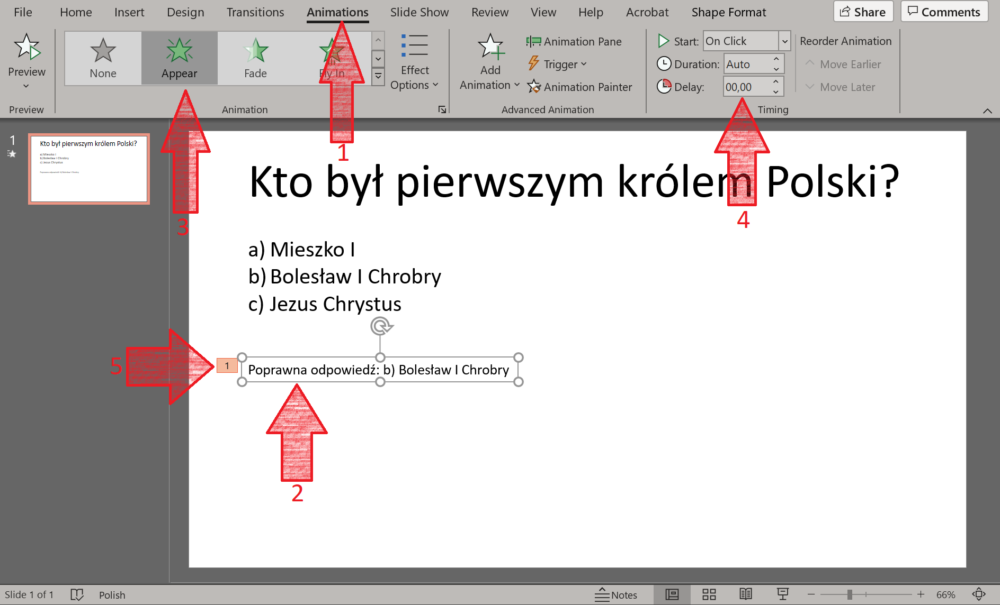 File Home Insert Design Transitions Animations Slide Show Review View Help Acrobat Shape Format Share Comments
Preview
None Appear Fade Fly In
Effect Options
Add Animation
Animation Pane
Trigger
Animation Painter
Start: On Click
Duration: Auto
Delay: 00,00
Reorder Animation
Move Earlier
Move Later
Preview Animation Advanced Animation Timing
1
Kto był pierwszym królem Polski?
a) Mieszko I
b) Bolesław I Chrobry
c) Jezus Chrystus
Poprawna odpowiedź: b) Bolesław I Chrobry
1
3
4
Kto był pierwszym królem Polski?
a) Mieszko I
b) Bolesław I Chrobry
c) Jezus Chrystus
5
1
Poprawna odpowiedź: b) Bolesław I Chrobry
2
Slide 1 of 1 Polish Notes 66%